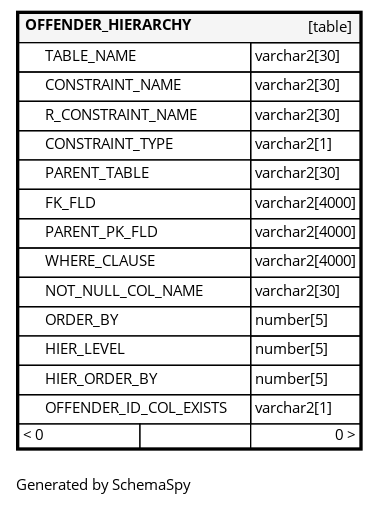 OFFENDER_HIERARCHY [table]
TABLE_NAME varchar2[30]
CONSTRAINT_NAME varchar2[30]
R_CONSTRAINT_NAME varchar2[30]
CONSTRAINT_TYPE varchar2[1]
PARENT_TABLE varchar2[30]
FK_FLD varchar2[4000]
PARENT_PK_FLD varchar2[4000]
WHERE_CLAUSE varchar2[4000]
NOT_NULL_COL_NAME varchar2[30]
ORDER_BY number[5]
HIER_LEVEL number[5]
HIER_ORDER_BY number[5]
OFFENDER_ID_COL_EXISTS varchar2[1]
< 0 0 >
Generated by SchemaSpy